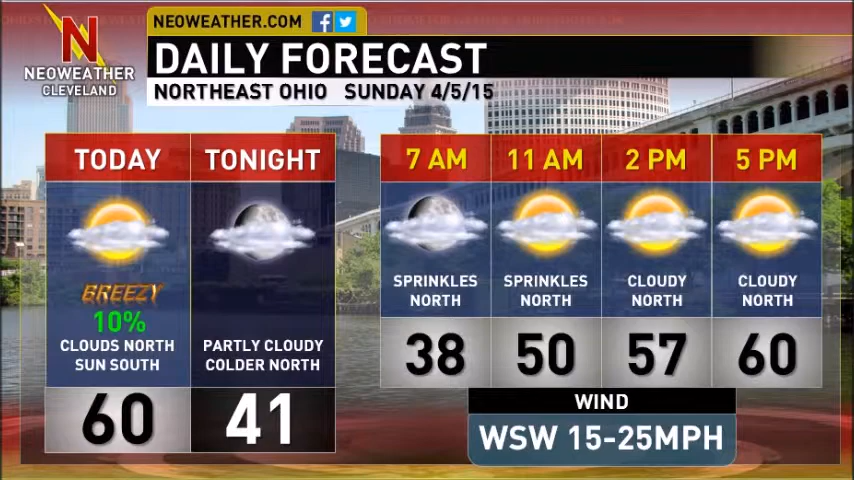 N
NEOWEATHER
CLEVELAND
NEOWEATHER.COM
DAILY FORECAST
NORTHEAST OHIO SUNDAY 4/5/15
TODAY
BREEZY
10%
CLOUDS NORTH
SUN SOUTH
60
TONIGHT
PARTLY CLOUDY
COLDER NORTH
41
7 AM
SPRINKLES
NORTH
38
11 AM
SPRINKLES
NORTH
50
2 PM
CLOUDY
NORTH
57
5 PM
CLOUDY
NORTH
60
WIND
WSW 15-25MPH